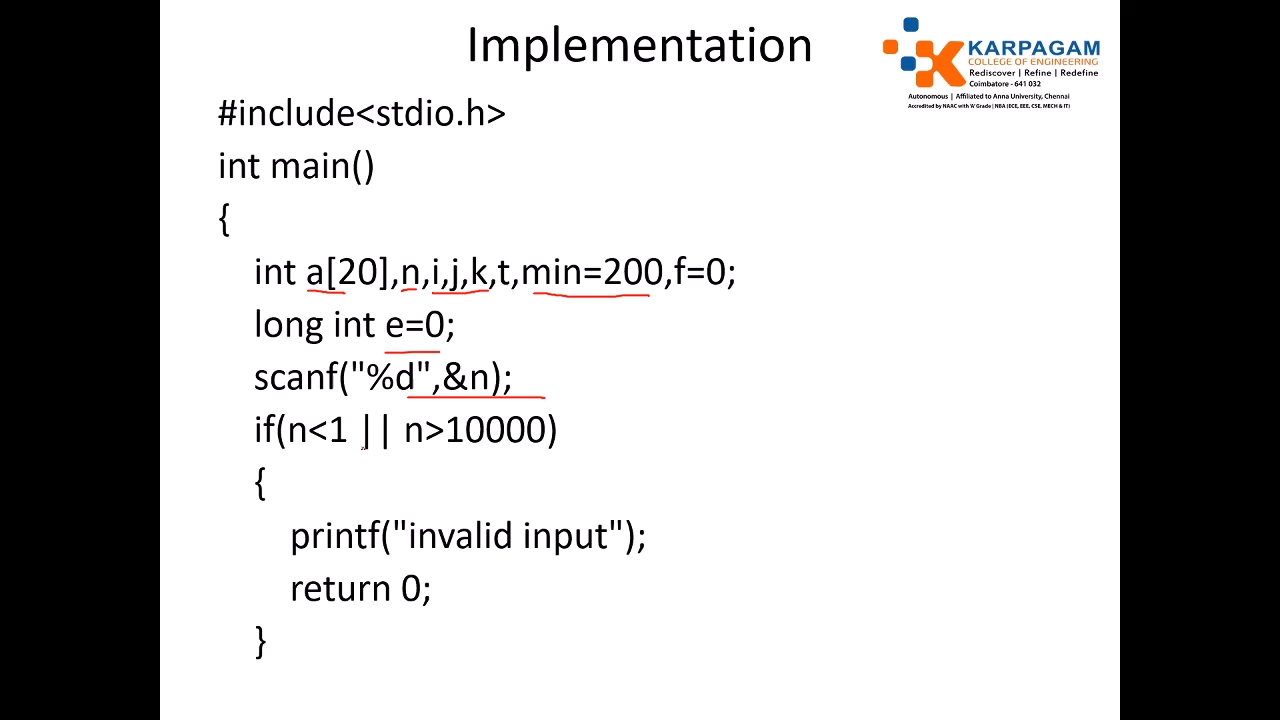 Implementation
KARPAGAM
COLLEGE OF ENGINEERING
Rediscover | Refine | Redefine
Coimbatore - 641 032
Autonomous | Affiliated to Anna University, Chennai
Accredited by NAAC with 'A' Grade | NBA (ECE, EEE, CSE, MECH & IT)
#include<stdio.h>
int main()
{
int a[20],n,i,j,k,t,min=200,f=0;
long int e=0;
scanf("%d",&n);
if(n<1 || n>10000)
{
printf("invalid input");
return 0;
}